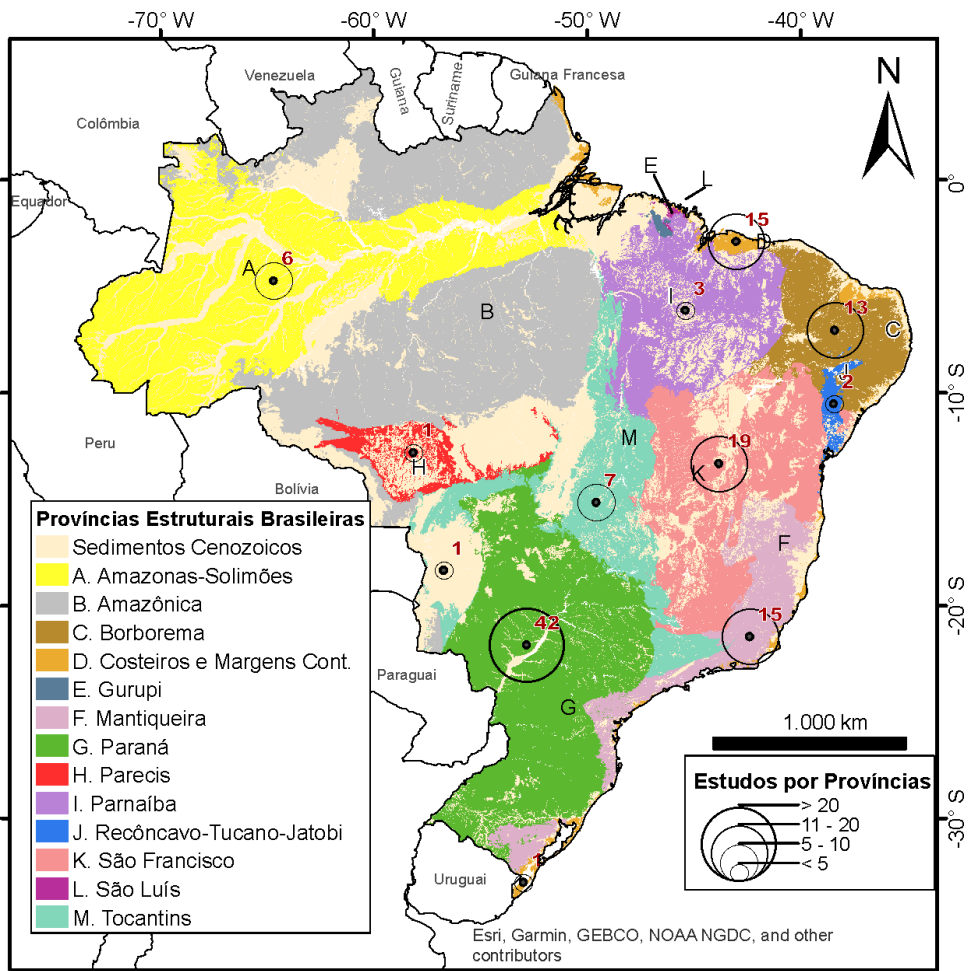 -70° W
-60° W
-50° W
-40° W
Venezuela
Guiana
Suriname
Guiana Francesa
N
Colômbia
E
L
0
Equador
15
D
6
A
3
I
13
B
C
J
2
-10° S
Peru
M
19
1
H
K
Bolívia
7
F
Províncias Estruturais Brasileiras
Sedimentos Cenozoicos
A. Amazonas-Solimões
B. Amazônica
C. Borborema
D. Costeiros e Margens Cont.
E. Gurupi
F. Mantiqueira
G. Paraná
H. Parecis
I. Parnaíba
J. Recôncavo-Tucano-Jatobi
K. São Francisco
L. São Luís
M. Tocantins
1
-20° S
42
15
Paraguai
G
1.000 km
Estudos por Províncias
> 20
11 - 20
5 - 10
< 5
-30° S
Uruguai
1
Esri, Garmin, GEBCO, NOAA NGDC, and other
contributors